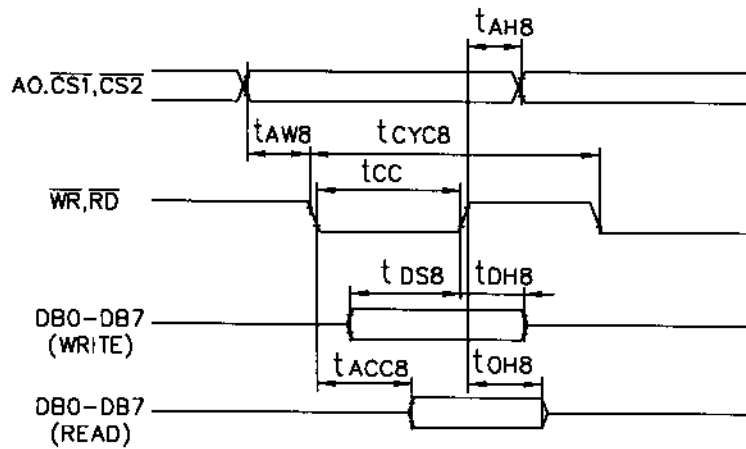 tAH8
A0.CS1,CS2
tAW8 tCYC8
tCC
WR,RD
tDS8 tDH8
DB0-DB7
(WRITE)
tACC8 tOH8
DB0-DB7
(READ)